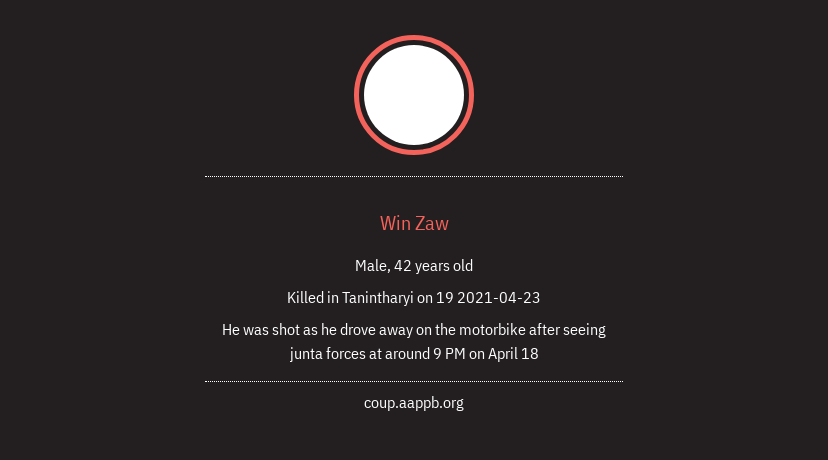 Win Zaw
Male, 42 years old
Killed in Tanintharyi on 19 2021-04-23
He was shot as he drove away on the motorbike after seeing
junta forces at around 9 PM on April 18
coup.aappb.org